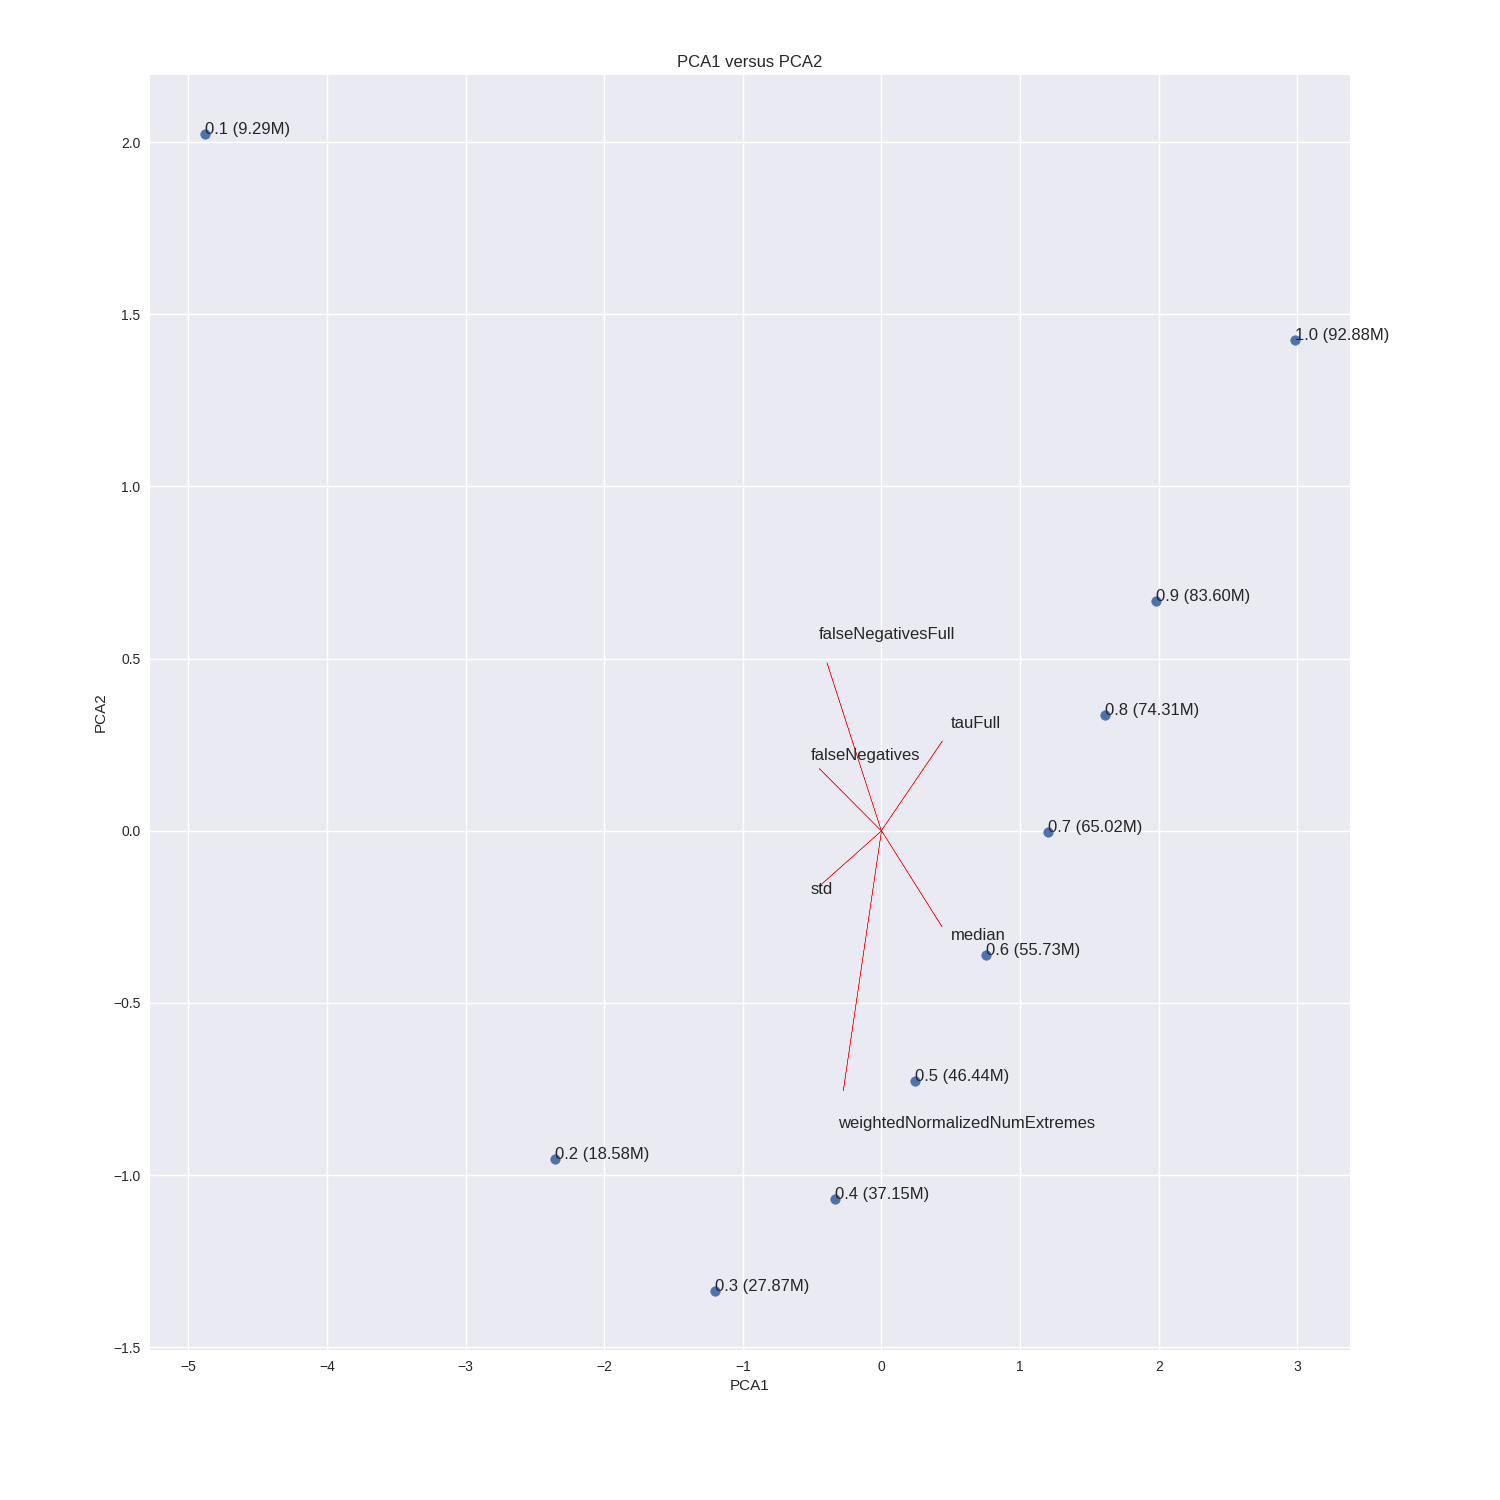 PCA1 versus PCA2
0.1 (9.29M)
2.0
1.5
1.0 (92.88M)
1.0
0.9 (83.60M)
falseNegativesFull
0.5
0.8 (74.31M)
tauFull
PCA2
falseNegatives
0.7 (65.02M)
0.0
std
median
0.6 (55.73M)
−0.5
0.5 (46.44M)
weightedNormalizedNumExtremes
0.2 (18.58M)
−1.0
0.4 (37.15M)
0.3 (27.87M)
−1.5
−5 −4 −3 −2 −1 0 1 2 3
PCA1